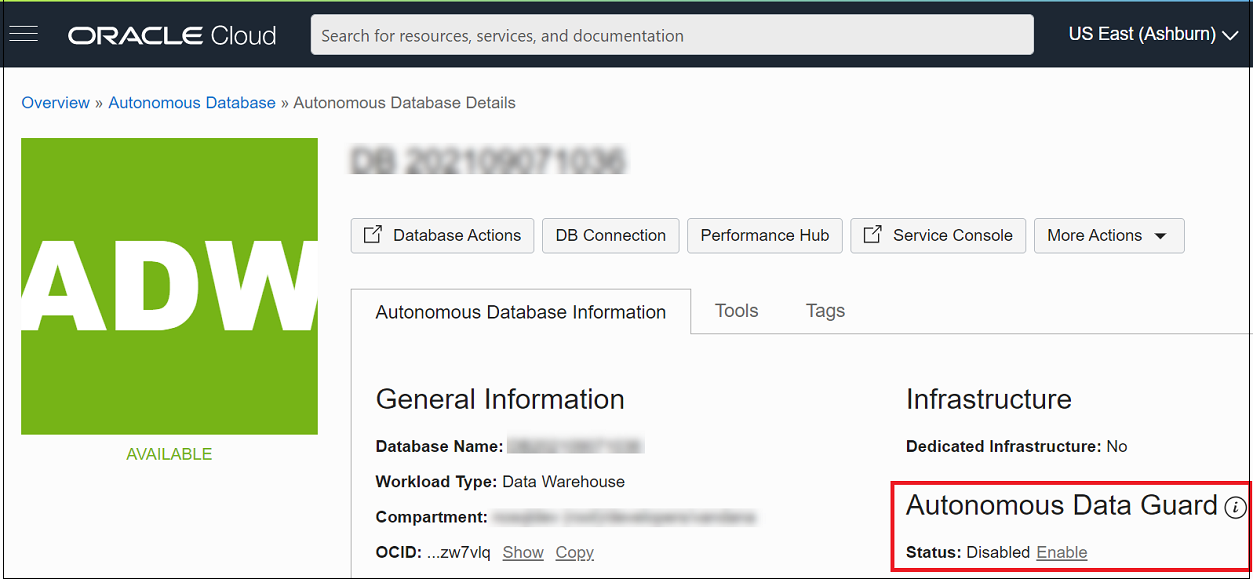 ORACLE Cloud
Search for resources, services, and documentation
US East (Ashburn)
Overview » Autonomous Database » Autonomous Database Details
ADW
AVAILABLE
DB 202109071036
Database Actions
DB Connection
Performance Hub
Service Console
More Actions
Autonomous Database Information
Tools
Tags
General Information
Database Name:
Workload Type: Data Warehouse
Compartment:
OCID: ...zw7vlq Show Copy
Infrastructure
Dedicated Infrastructure: No
Autonomous Data Guard
Status: Disabled Enable